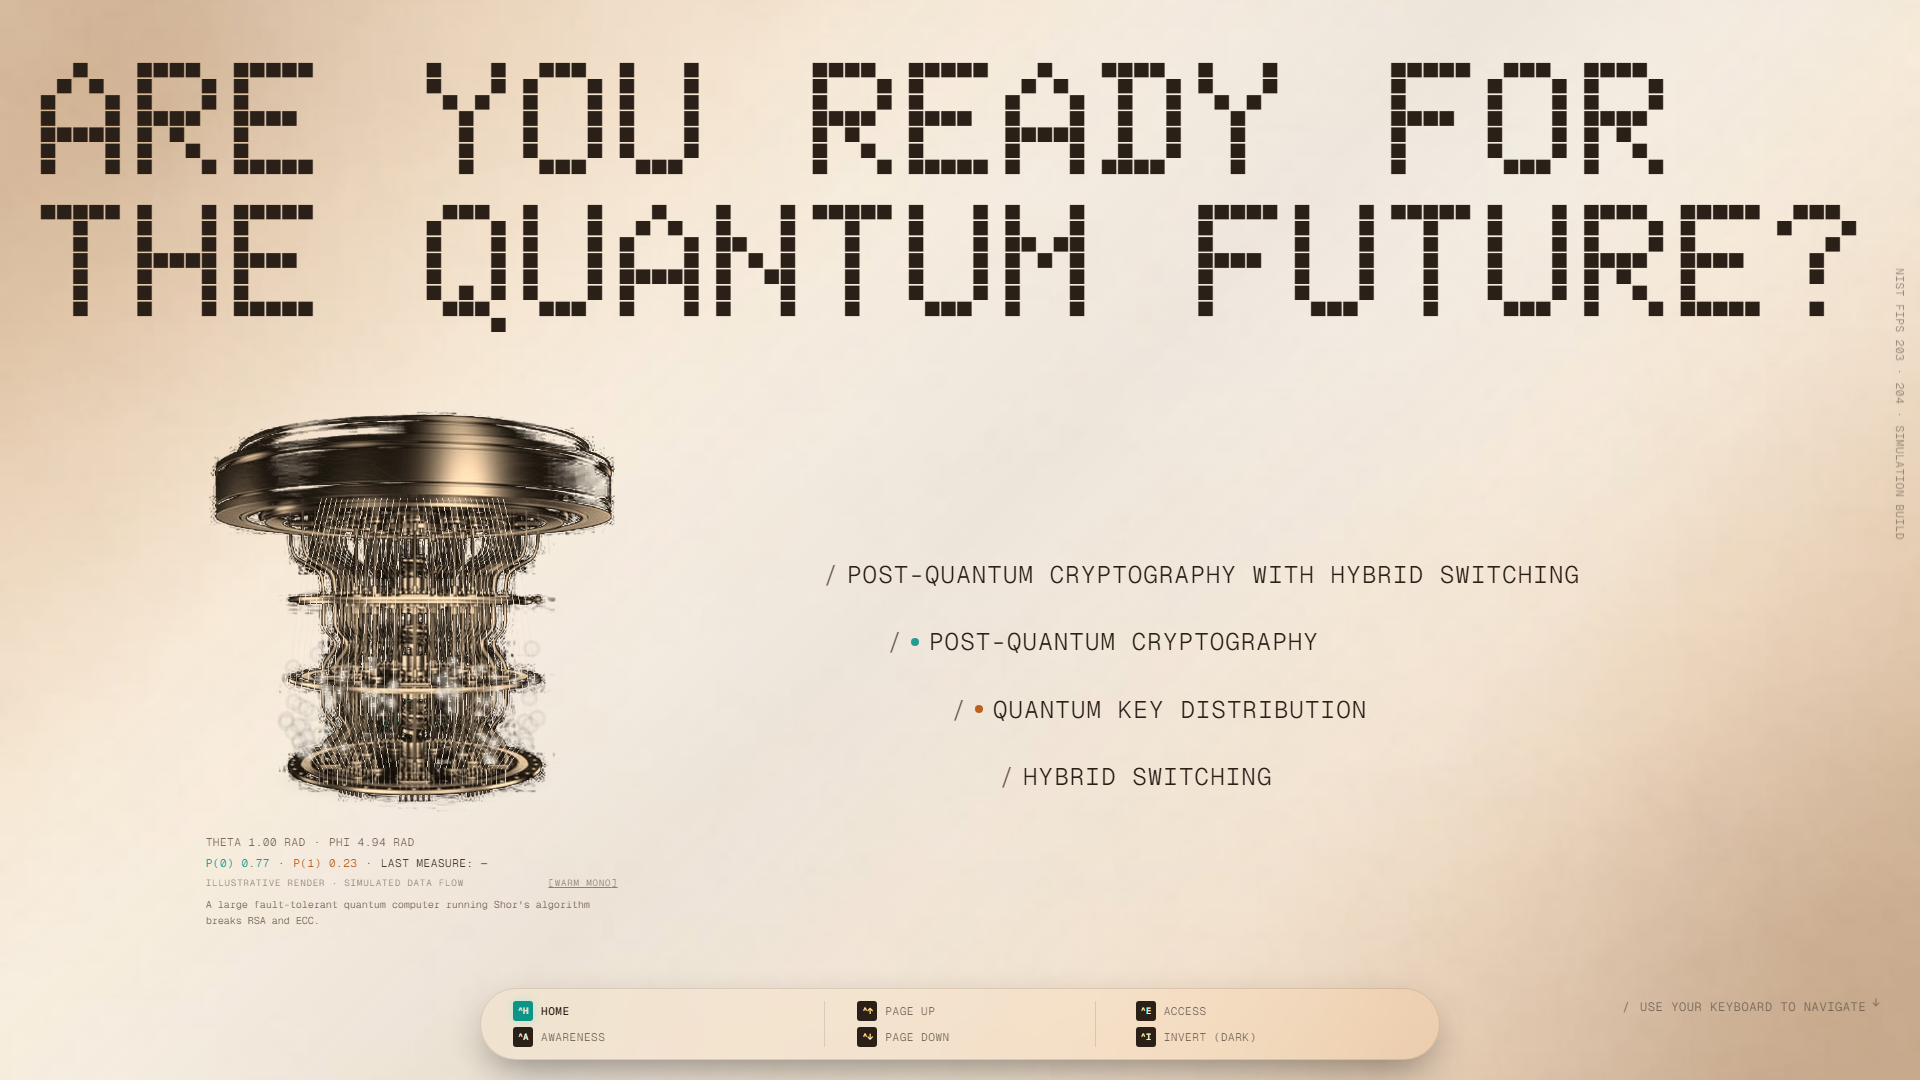 ARE YOU READY FOR
THE QUANTUM FUTURE?
NIST FIPS 203 · 204 · SIMULATION BUILD
/ POST-QUANTUM CRYPTOGRAPHY WITH HYBRID SWITCHING
/ • POST-QUANTUM CRYPTOGRAPHY
/ • QUANTUM KEY DISTRIBUTION
/ HYBRID SWITCHING
THETA 1.00 RAD · PHI 4.94 RAD
P(0) 0.77 · P(1) 0.23 · LAST MEASURE: —
ILLUSTRATIVE RENDER · SIMULATED DATA FLOW [WARM MONO]
A large fault-tolerant quantum computer running Shor's algorithm
breaks RSA and ECC.
^H HOME
^A AWARENESS
^↑ PAGE UP
^↓ PAGE DOWN
^E ACCESS
^I INVERT (DARK)
/ USE YOUR KEYBOARD TO NAVIGATE ↓